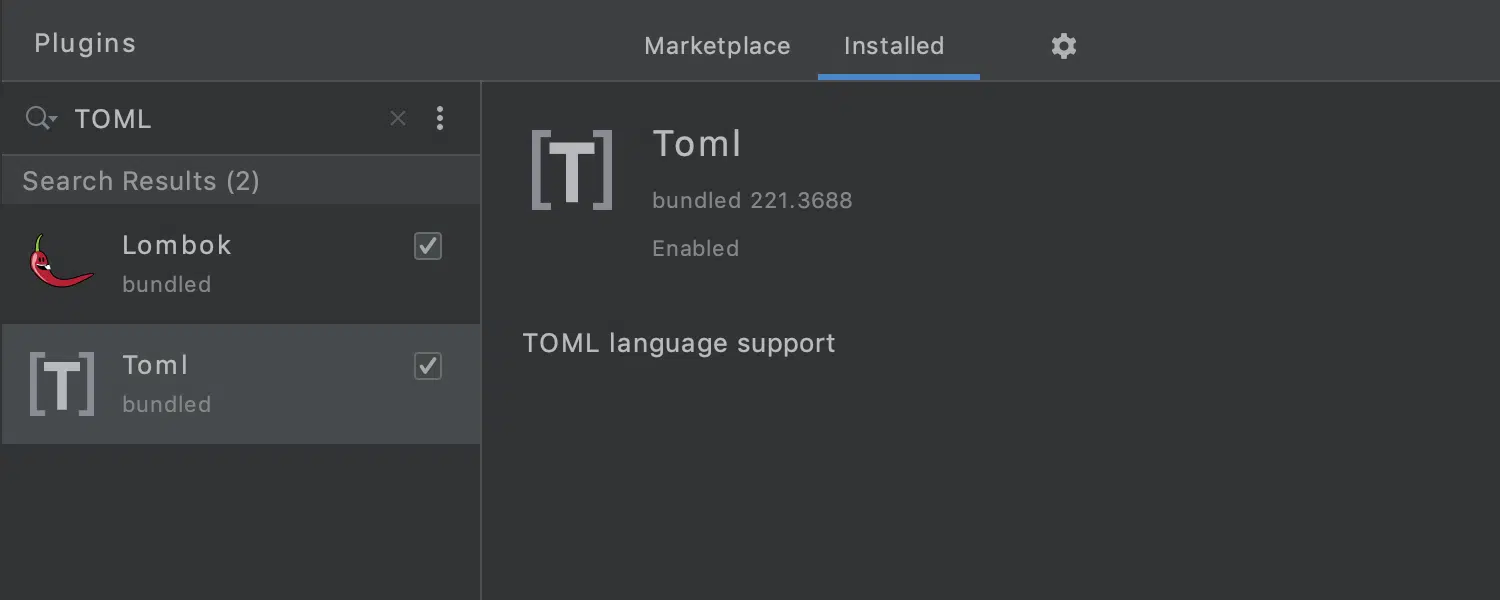 Plugins
Marketplace
Installed
TOML
Search Results (2)
Lombok
bundled
T
Toml
bundled
T
Toml
bundled 221.3688
Enabled
TOML language support